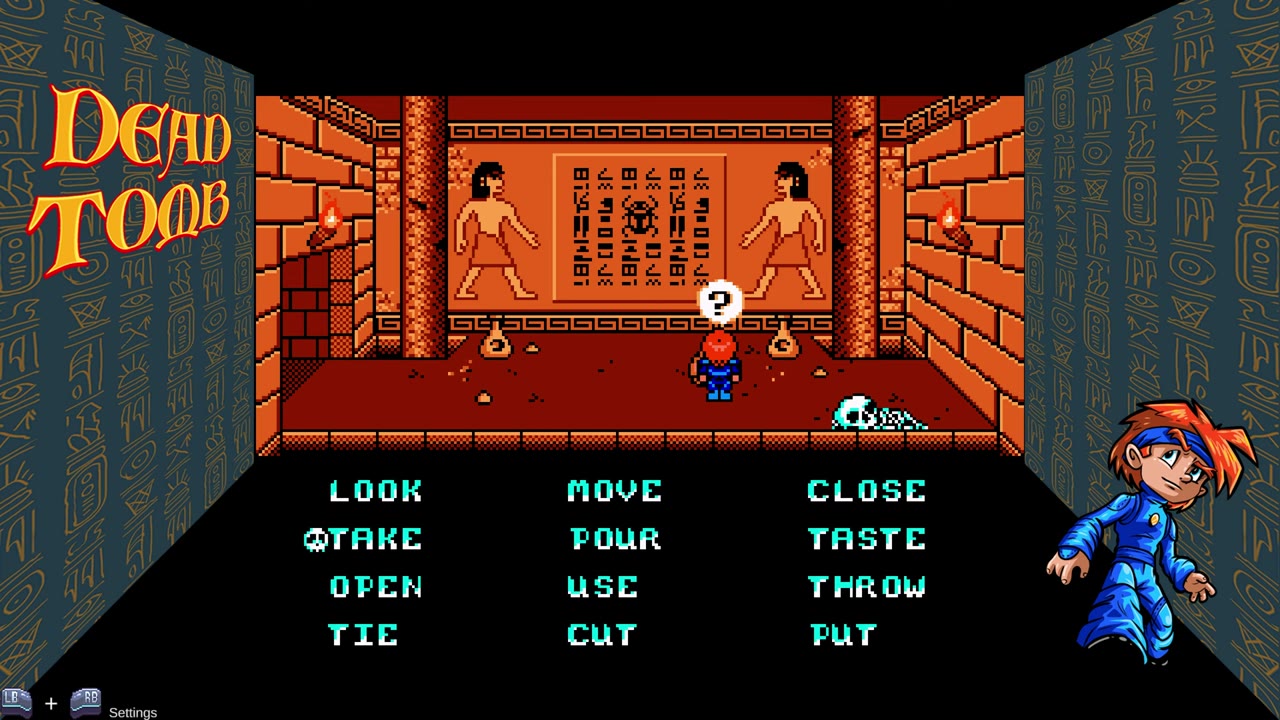 DEAD
TOMB
?
LOOK MOVE CLOSE
TAKE POUR TASTE
OPEN USE THROW
TIE CUT PUT
LB + RB Settings